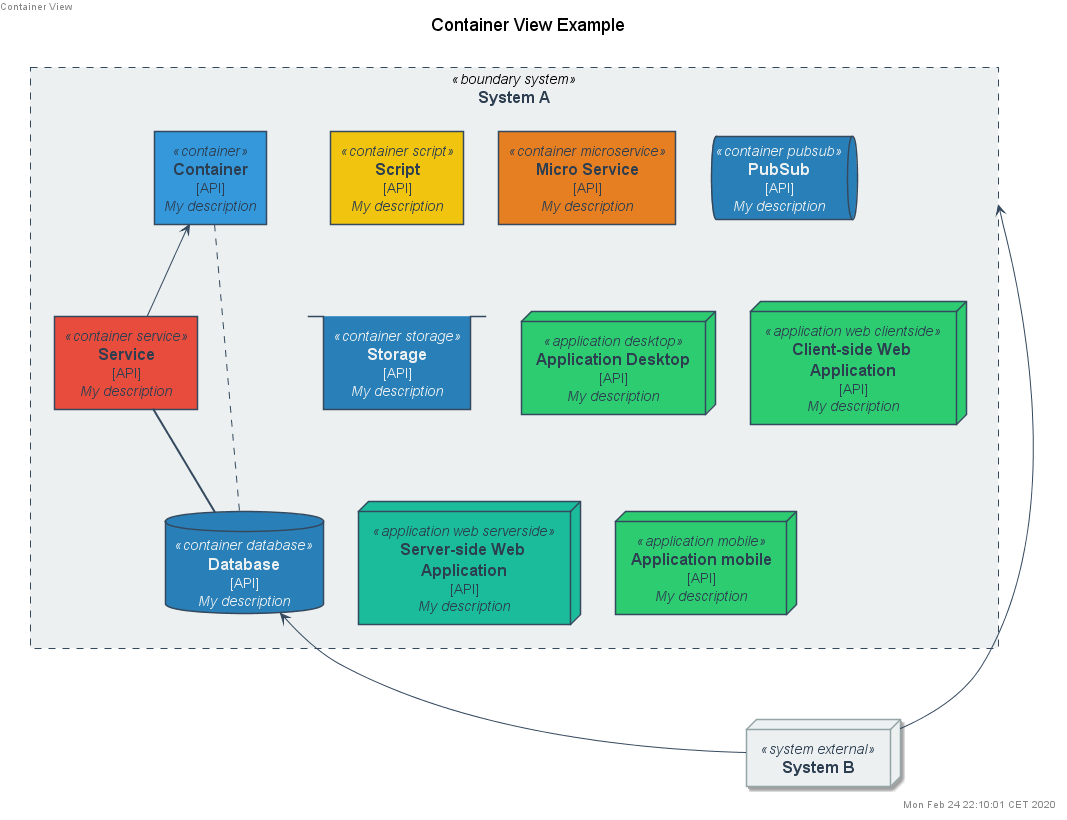 Container View
Container View Example
«boundary system»
System A
«container»
Container
[API]
My description
«container script»
Script
[API]
My description
«container microservice»
Micro Service
[API]
My description
«container pubsub»
PubSub
[API]
My description
«container service»
Service
[API]
My description
«container storage»
Storage
[API]
My description
«application desktop»
Application Desktop
[API]
My description
«application web clientside»
Client-side Web
Application
[API]
My description
«container database»
Database
[API]
My description
«application web serverside»
Server-side Web
Application
[API]
My description
«application mobile»
Application mobile
[API]
My description
«system external»
System B
Mon Feb 24 22:10:01 CET 2020